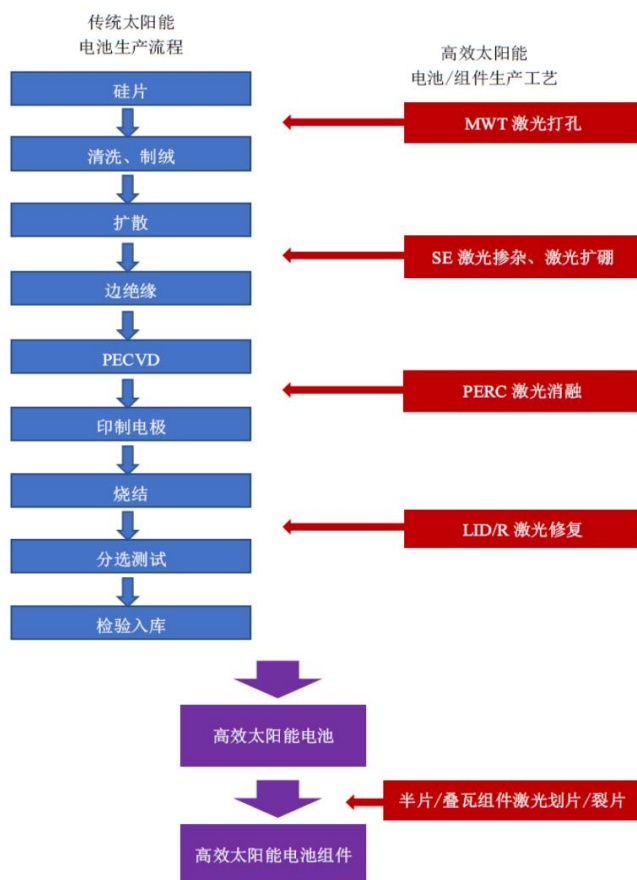 传统太阳能
电池生产流程
高效太阳能
电池/组件生产工艺
硅片
MWT 激光打孔
清洗、制绒
扩散
SE 激光掺杂、激光扩硼
边绝缘
PECVD
PERC 激光消融
印制电极
烧结
LID/R 激光修复
分选测试
检验入库
高效太阳能电池
半片/叠瓦组件激光划片/裂片
高效太阳能电池组件